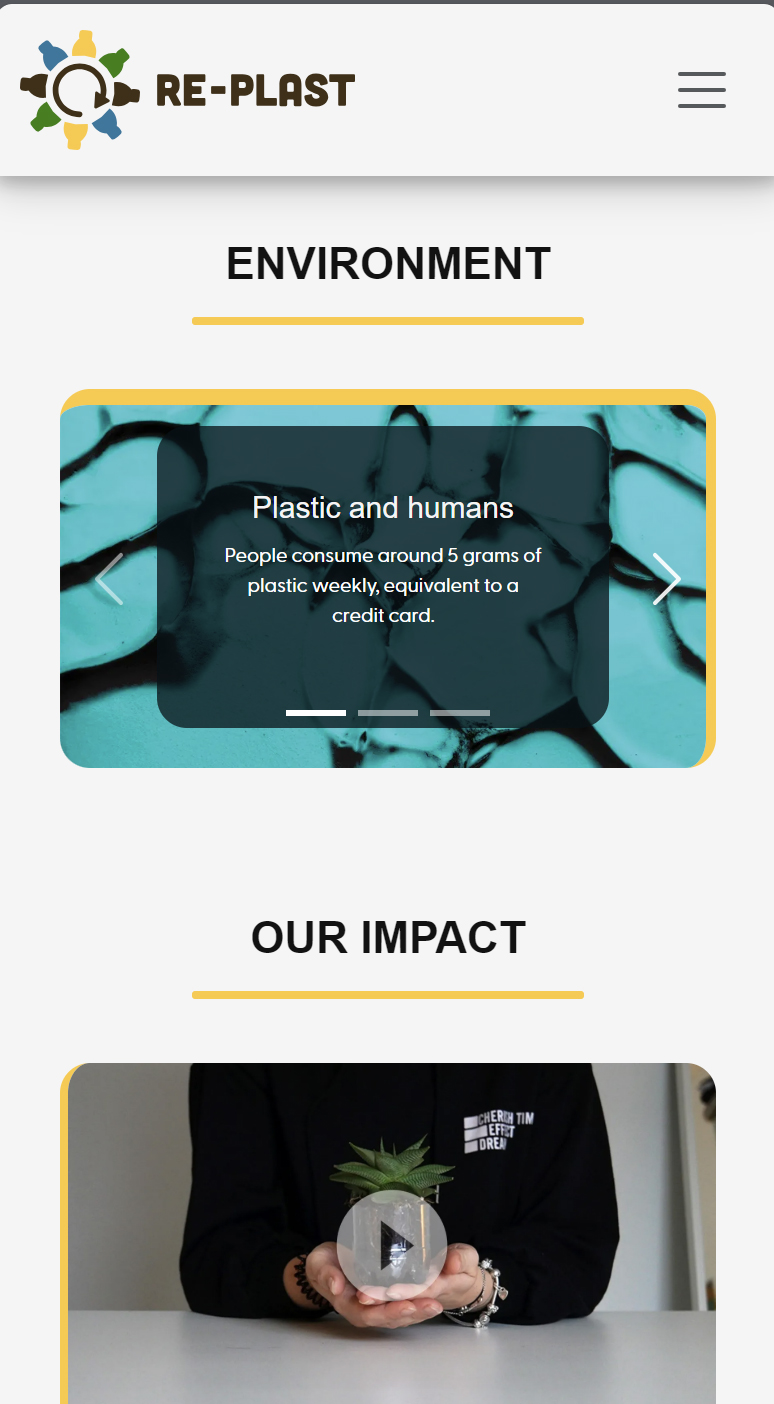 RE-PLAST
ENVIRONMENT
Plastic and humans
People consume around 5 grams of
plastic weekly, equivalent to a
credit card.
OUR IMPACT
CHERISH TIM
EFFECT
DREAM